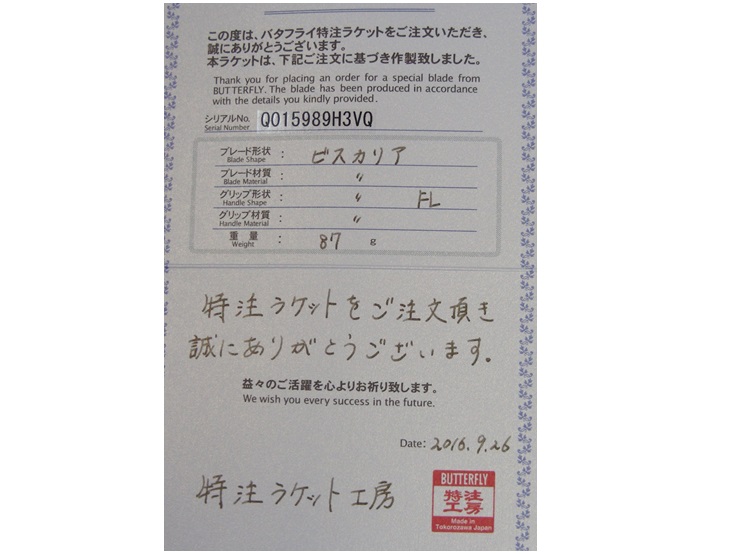 この度は、バタフライ特注ラケットをご注文いただき、
誠にありがとうございます。
本ラケットは、下記ご注文に基づき作製致しました。
Thank you for placing an order for a special blade from
BUTTERFLY. The blade has been produced in accordance
with the details you kindly provided.
シリアルNo. Q015989H3VQ
Serial Number
ブレード形状 : ビスカリア
Blade Shape
ブレード材質 : 〃
Blade Material
グリップ形状 : 〃 FL
Handle Shape
グリップ材質 : 〃
Handle Material
重量 : 87 g
Weight
特注ラケットをご注文頂き
誠にありがとうございます。
益々のご活躍を心よりお祈り致します。
We wish you every success in the future.
Date: 2016.9.26
特注ラケット工房
BUTTERFLY
特注
工房
Made in
Tokorozawa Japan